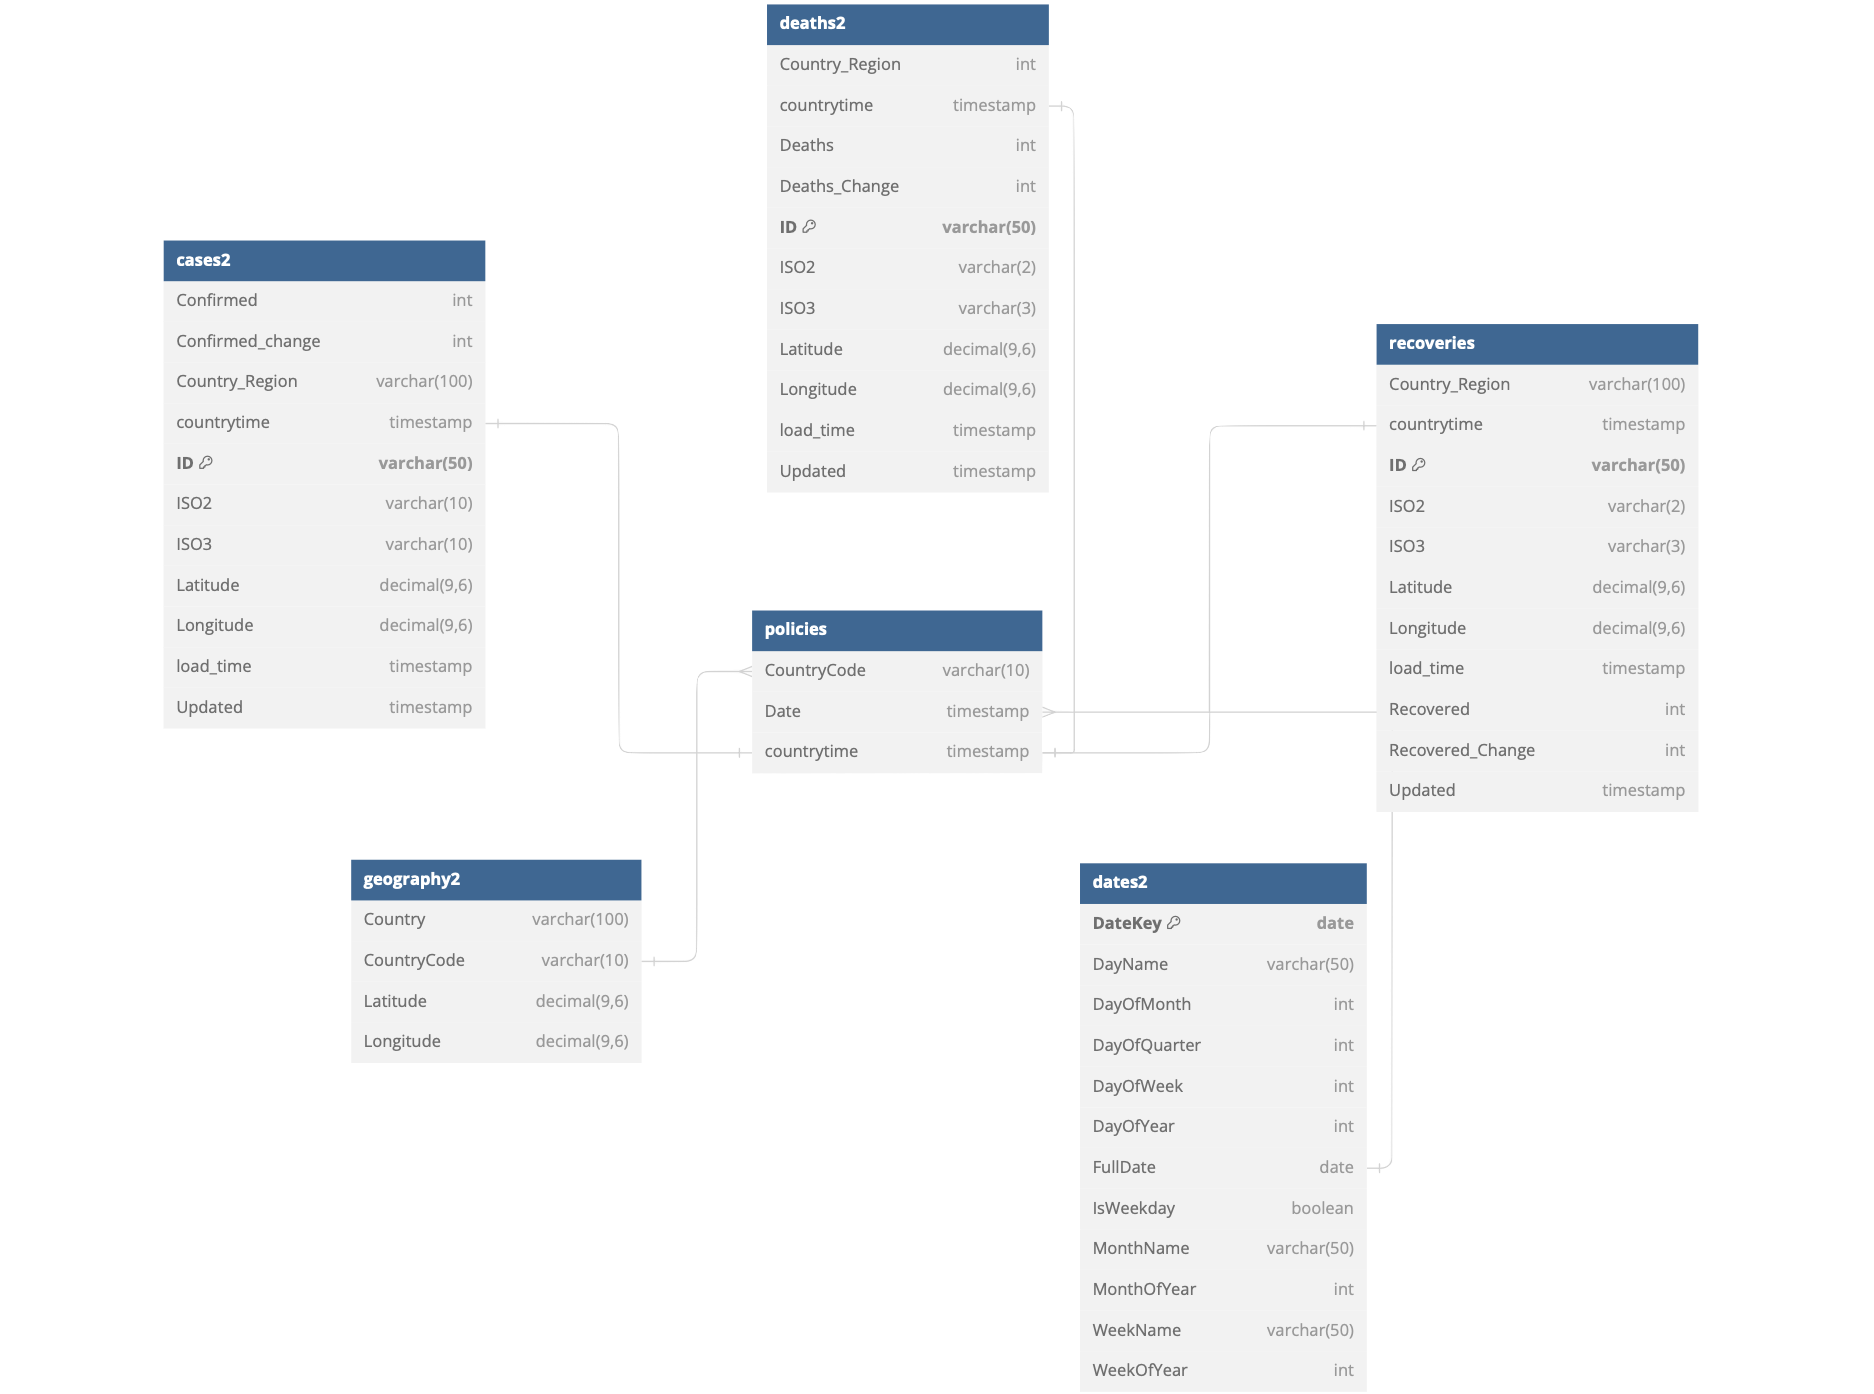 deaths2
Country_Region int
countrytime timestamp
Deaths int
Deaths_Change int
ID varchar(50)
ISO2 varchar(2)
ISO3 varchar(3)
Latitude decimal(9,6)
Longitude decimal(9,6)
load_time timestamp
Updated timestamp
cases2
Confirmed int
Confirmed_change int
Country_Region varchar(100)
countrytime timestamp
ID varchar(50)
ISO2 varchar(10)
ISO3 varchar(10)
Latitude decimal(9,6)
Longitude decimal(9,6)
load_time timestamp
Updated timestamp
recoveries
Country_Region varchar(100)
countrytime timestamp
ID varchar(50)
ISO2 varchar(2)
ISO3 varchar(3)
Latitude decimal(9,6)
Longitude decimal(9,6)
load_time timestamp
Recovered int
Recovered_Change int
Updated timestamp
policies
CountryCode varchar(10)
Date timestamp
countrytime timestamp
geography2
Country varchar(100)
CountryCode varchar(10)
Latitude decimal(9,6)
Longitude decimal(9,6)
dates2
DateKey date
DayName varchar(50)
DayOfMonth int
DayOfQuarter int
DayOfWeek int
DayOfYear int
FullDate date
IsWeekday boolean
MonthName varchar(50)
MonthOfYear int
WeekName varchar(50)
WeekOfYear int